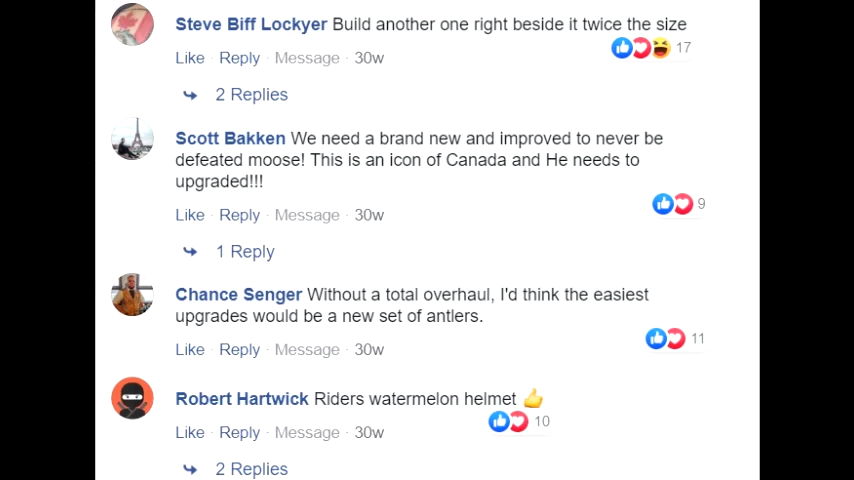 Steve Biff Lockyer Build another one right beside it twice the size
17
Like · Reply · Message · 30w
2 Replies
Scott Bakken We need a brand new and improved to never be
defeated moose! This is an icon of Canada and He needs to
upgraded!!!
9
Like · Reply · Message · 30w
1 Reply
Chance Senger Without a total overhaul, I'd think the easiest
upgrades would be a new set of antlers.
11
Like · Reply · Message · 30w
Robert Hartwick Riders watermelon helmet 👍
10
Like · Reply · Message · 30w
2 Replies